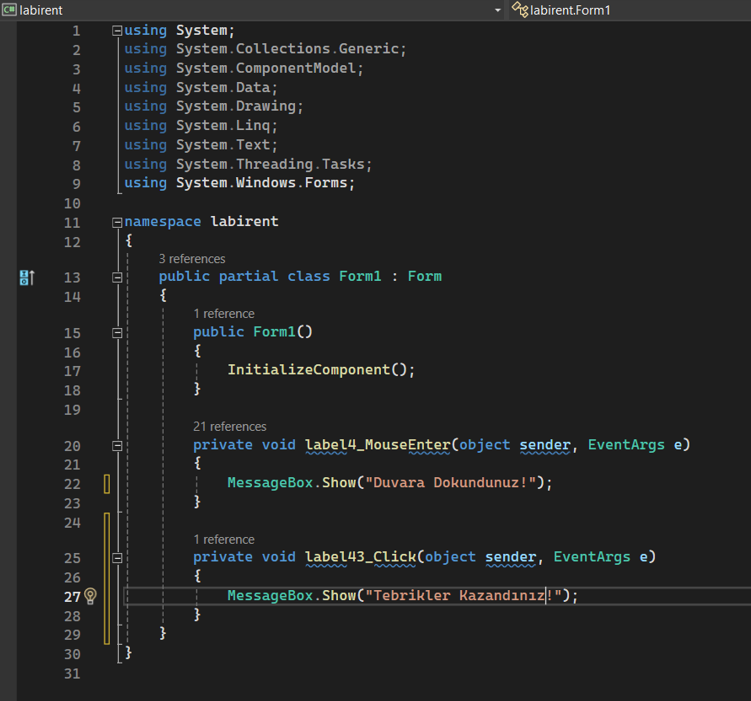 C# labirent labirent.Form1
1 using System;
2 using System.Collections.Generic;
3 using System.ComponentModel;
4 using System.Data;
5 using System.Drawing;
6 using System.Linq;
7 using System.Text;
8 using System.Threading.Tasks;
9 using System.Windows.Forms;
10
11 namespace labirent
12 {
3 references
13 public partial class Form1 : Form
14 {
1 reference
15 public Form1()
16 {
17 InitializeComponent();
18 }
19
21 references
20 private void label4_MouseEnter(object sender, EventArgs e)
21 {
22 MessageBox.Show("Duvara Dokundunuz!");
23 }
24
1 reference
25 private void label43_Click(object sender, EventArgs e)
26 {
27 MessageBox.Show("Tebrikler Kazandınız!");
28 }
29 }
30 }
31